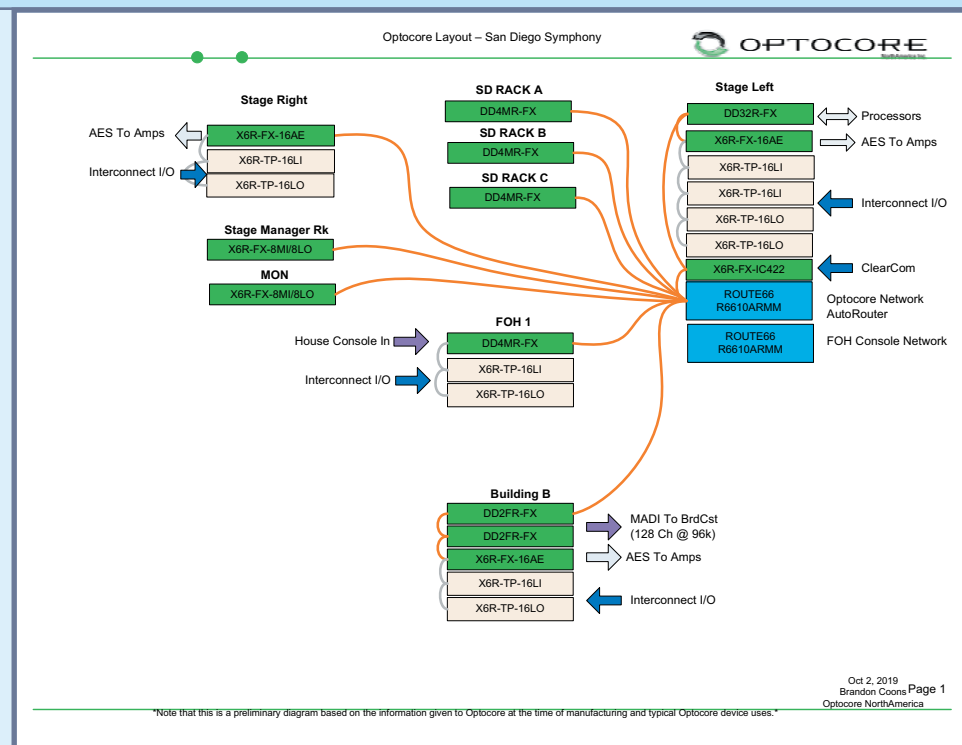 Optocore Layout – San Diego Symphony
OPTOCORE
NorthAmerica Inc.
Stage Right
AES To Amps
X6R-FX-16AE
X6R-TP-16LI
Interconnect I/O
X6R-TP-16LO
Stage Manager Rk
X6R-FX-8MI/8LO
MON
X6R-FX-8MI/8LO
SD RACK A
DD4MR-FX
SD RACK B
DD4MR-FX
SD RACK C
DD4MR-FX
Stage Left
DD32R-FX
Processors
X6R-FX-16AE
AES To Amps
X6R-TP-16LI
X6R-TP-16LI
Interconnect I/O
X6R-TP-16LO
X6R-TP-16LO
X6R-FX-IC422
ClearCom
ROUTE66
R6610ARMM
Optocore Network
AutoRouter
ROUTE66
R6610ARMM
FOH Console Network
FOH 1
House Console In
DD4MR-FX
X6R-TP-16LI
Interconnect I/O
X6R-TP-16LO
Building B
DD2FR-FX
MADI To BrdCst
(128 Ch @ 96k)
DD2FR-FX
X6R-FX-16AE
AES To Amps
X6R-TP-16LI
X6R-TP-16LO
Interconnect I/O
Oct 2, 2019
Brandon Coons
Optocore NorthAmerica
Page 1
*Note that this is a preliminary diagram based on the information given to Optocore at the time of manufacturing and typical Optocore device uses.*